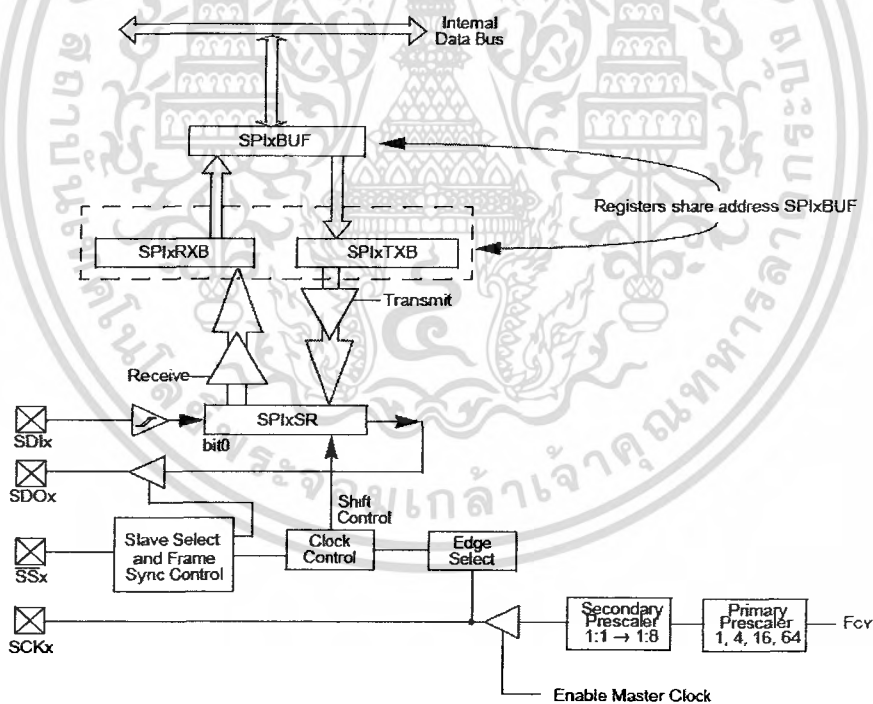 Internal
Data Bus
SPIxBUF
Registers share address SPIxBUF
SPIxRXB
SPIxTXB
Transmit
Receive
SPIxSR
SDIx
bit0
SDOx
Shift
Control
SSx
Slave Select
and Frame
Sync Control
Clock
Control
Edge
Select
SCKx
Secondary
Prescaler
1:1 → 1:8
Primary
Prescaler
1, 4, 16, 64
FCY
Enable Master Clock